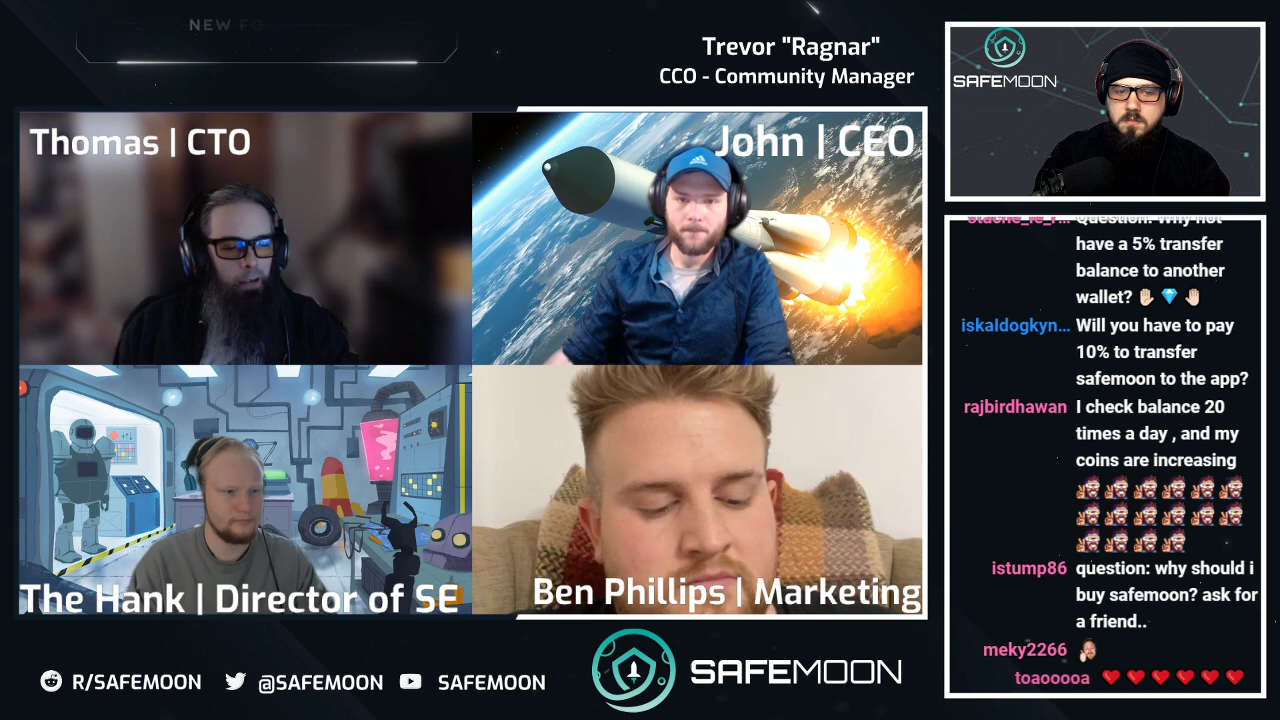 NEW FO
Trevor "Ragnar"
CCO - Community Manager
SAFEMOON
Thomas | CTO
John | CEO
The Hank | Director of SE
Ben Phillips | Marketing
Question: Why not
have a 5% transfer
balance to another
wallet? ✋🏻 💎 🤚🏻
iskaldogkyn... Will you have to pay
10% to transfer
safemoon to the app?
rajbirdhawan I check balance 20
times a day , and my
coins are increasing
istump86 question: why should i
buy safemoon? ask for
a friend..
meky2266
toaooooa ❤️ ❤️ ❤️ ❤️ ❤️ ❤️
R/SAFEMOON
@SAFEMOON
SAFEMOON
SAFEMOON